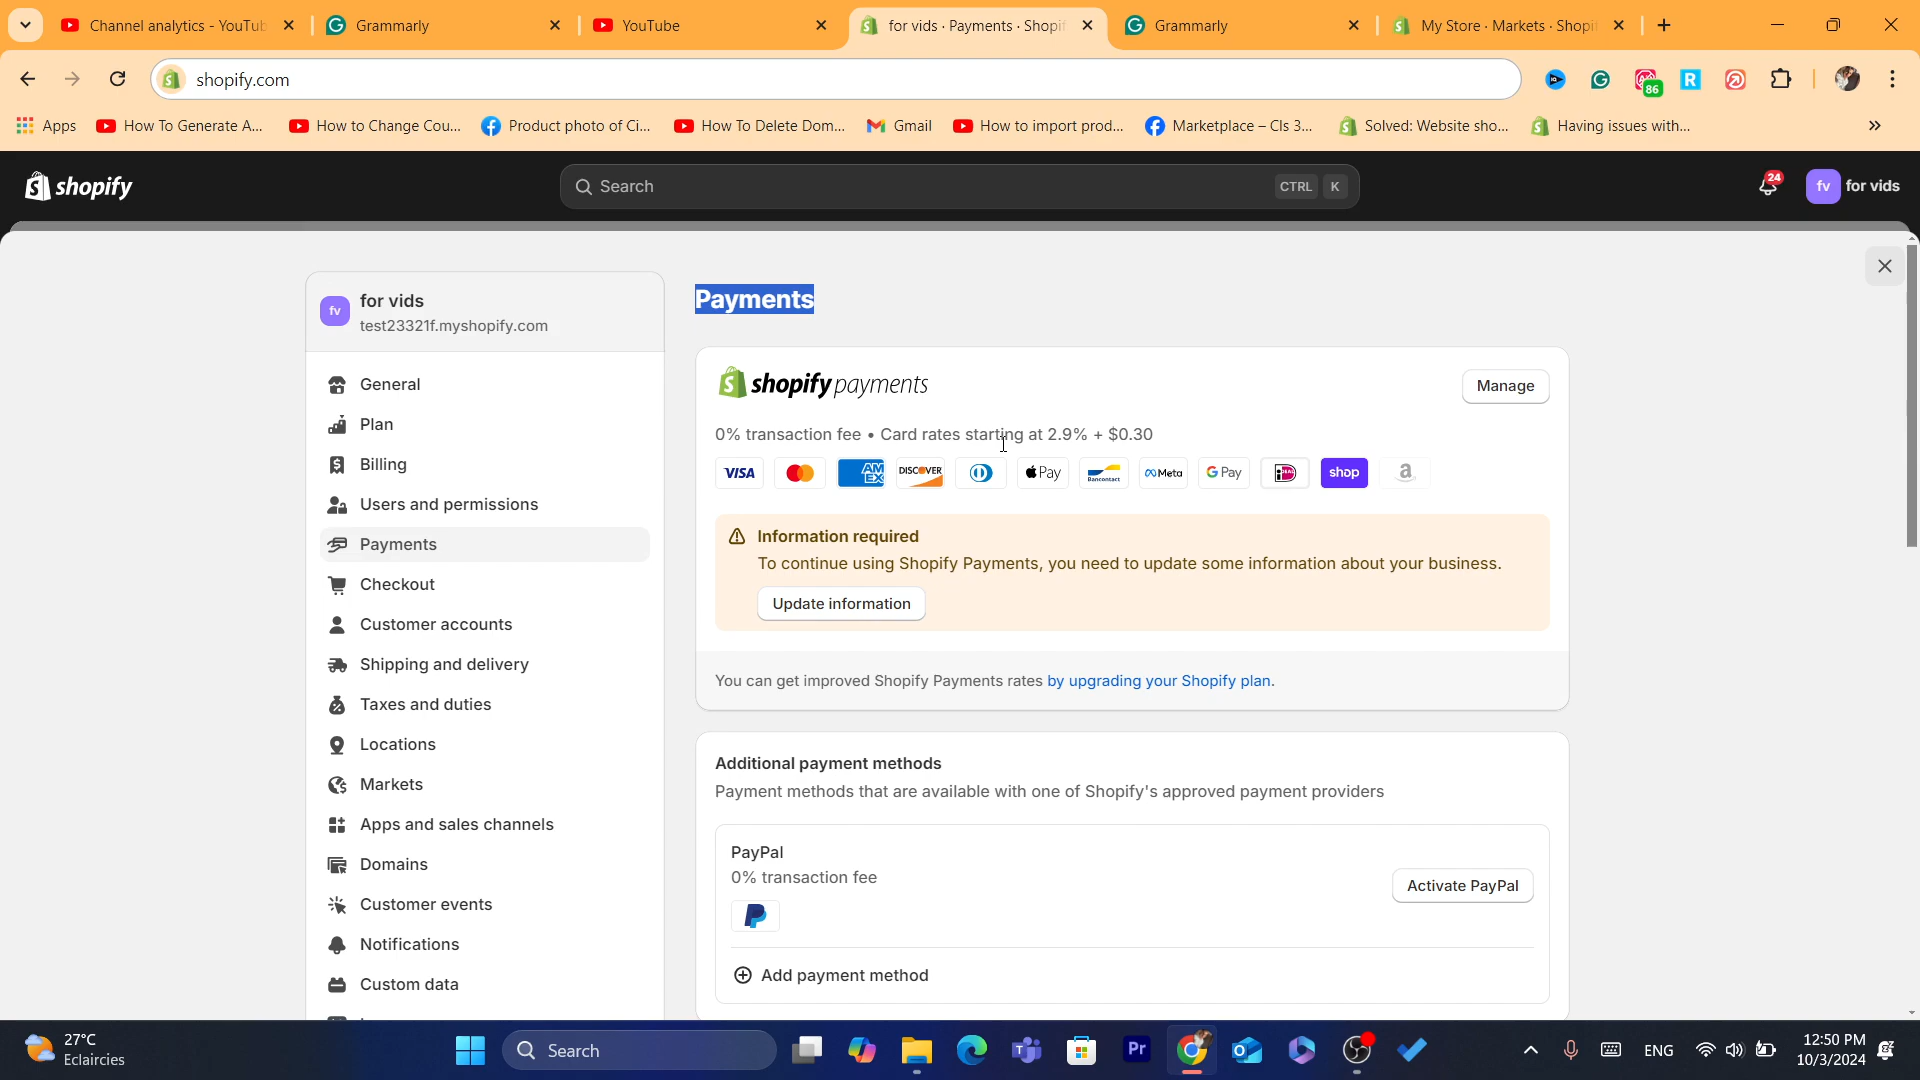 Channel analytics - YouTub
Grammarly
YouTube
for vids · Payments · Shopif
Grammarly
My Store · Markets · Shopi
shopify.com
86
Apps
How To Generate A...
How to Change Cou...
Product photo of Ci...
How To Delete Dom...
Gmail
How to import prod...
Marketplace – Cls 3...
Solved: Website sho...
Having issues with...
shopify
Search
CTRL K
24
fv for vids
fv
for vids
test23321f.myshopify.com
General
Plan
Billing
Users and permissions
Payments
Checkout
Customer accounts
Shipping and delivery
Taxes and duties
Locations
Markets
Apps and sales channels
Domains
Customer events
Notifications
Custom data
Payments
shopify payments
Manage
0% transaction fee • Card rates starting at 2.9% + $0.30
VISA
AM EX
DISCOVER
Pay
Bancontact
Meta
G Pay
iDEAL
shop
a
Information required
To continue using Shopify Payments, you need to update some information about your business.
Update information
You can get improved Shopify Payments rates by upgrading your Shopify plan.
Additional payment methods
Payment methods that are available with one of Shopify's approved payment providers
PayPal
0% transaction fee
Activate PayPal
Add payment method
27°C
Eclaircies
Search
Pr
ENG
12:50 PM
10/3/2024